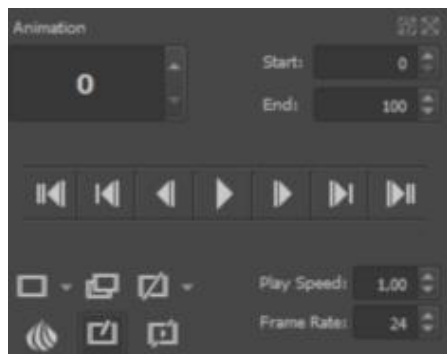 Animation
0
Start: 0
End: 100
Play Speed: 1,00
Frame Rate: 24